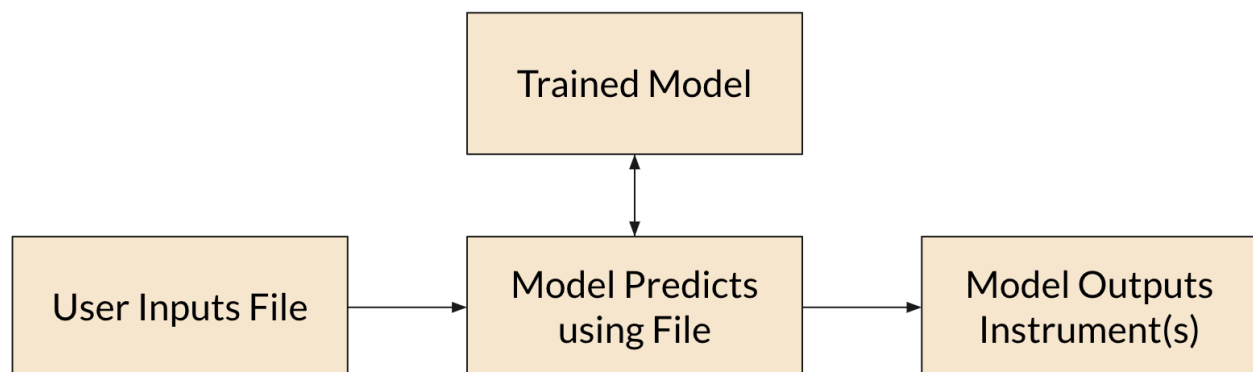 Trained Model
User Inputs File
Model Predicts
using File
Model Outputs
Instrument(s)